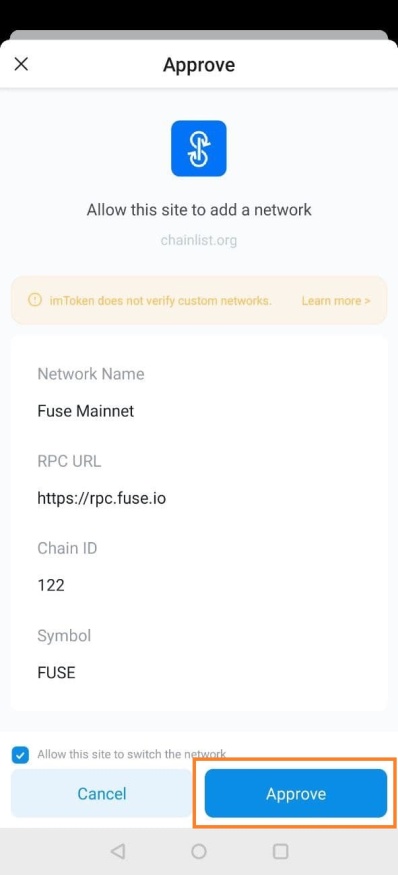 Approve
Allow this site to add a network
chainlist.org
imToken does not verify custom networks. Learn more >
Network Name
Fuse Mainnet
RPC URL
https://rpc.fuse.io
Chain ID
122
Symbol
FUSE
Allow this site to switch the network
Cancel Approve